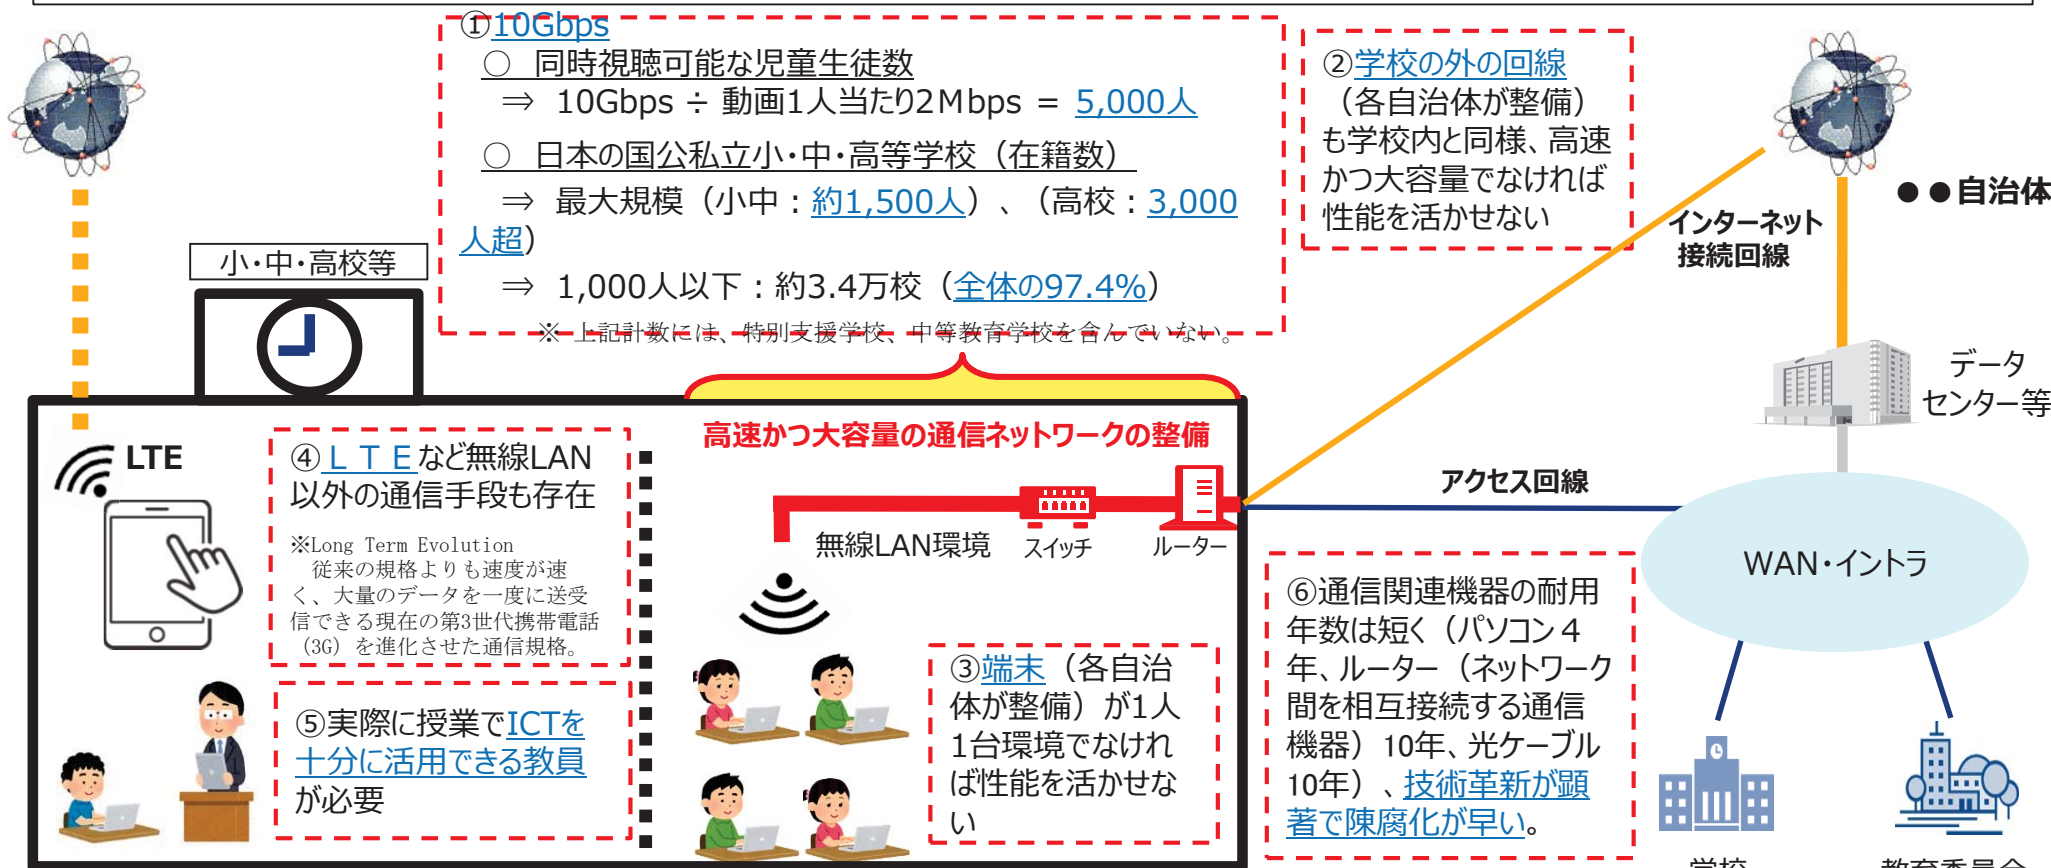 ①10Gbps
○ 同時視聴可能な児童生徒数
⇒ 10Gbps ÷ 動画1人当たり2Mbps = 5,000人
○ 日本の国公私立小・中・高等学校（在籍数）
⇒ 最大規模（小中：約1,500人）、（高校：3,000
人超）
⇒ 1,000人以下：約3.4万校（全体の97.4%）
※ 上記計数には、特別支援学校、中等教育学校を含んでいない。
②学校の外の回線
（各自治体が整備）
も学校内と同様、高速
かつ大容量でなければ
性能を活かせない
●●自治体
インターネット
接続回線
データ
センター等
小・中・高校等
高速かつ大容量の通信ネットワークの整備
LTE
④ＬＴＥなど無線LAN
以外の通信手段も存在
※Long Term Evolution
従来の規格よりも速度が速
く、大量のデータを一度に送受
信できる現在の第3世代携帯電話
（3G）を進化させた通信規格。
⑤実際に授業でICTを
十分に活用できる教員
が必要
無線LAN環境
スイッチ
ルーター
アクセス回線
WAN・イントラ
③端末（各自治
体が整備）が1人
1台環境でなけれ
ば性能を活かせな
い
⑥通信関連機器の耐用
年数は短く（パソコン４
年、ルーター（ネットワーク
間を相互接続する通信
機器）10年、光ケーブル
10年）、技術革新が顕
著で陳腐化が早い。
学校
教育委員会